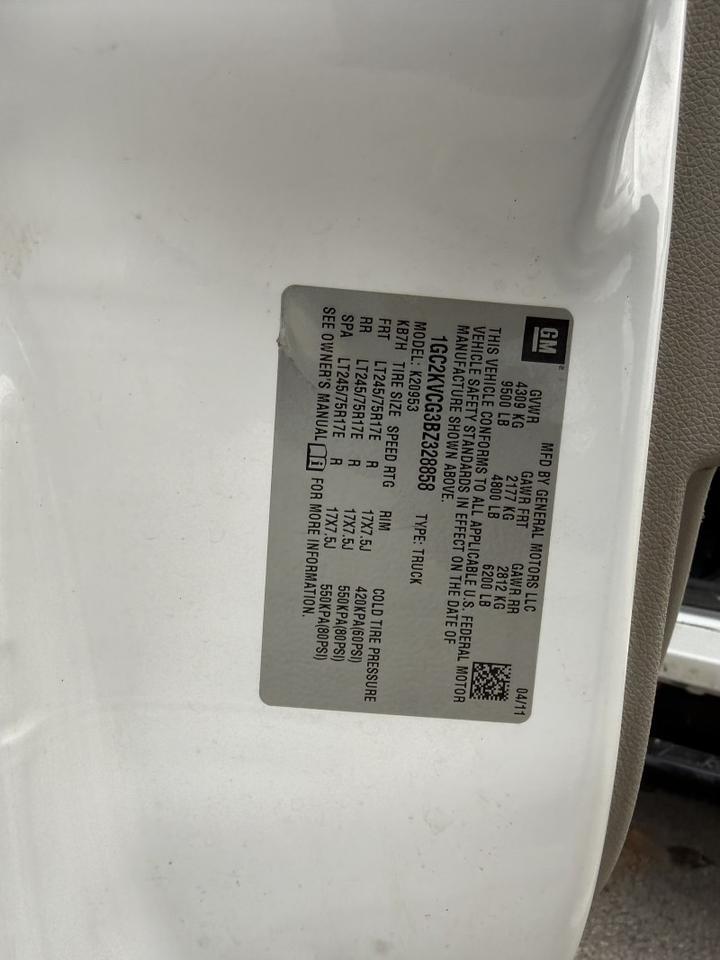 GM®
MFD BY GENERAL MOTORS LLC
04/11
GVWR GAWR FRT GAWR RR
4309 KG 2177 KG 2812 KG
9500 LB 4800 LB 6200 LB
THIS VEHICLE CONFORMS TO ALL APPLICABLE U.S. FEDERAL MOTOR
VEHICLE SAFETY STANDARDS IN EFFECT ON THE DATE OF
MANUFACTURE SHOWN ABOVE.
1GC2KVCG3BZ328858
TYPE: TRUCK
MODEL: K20953
KB7H TIRE SIZE SPEED RTG RIM COLD TIRE PRESSURE
FRT LT245/75R17E R 17X7.5J 420KPA(60PSI)
RR LT245/75R17E R 17X7.5J 550KPA(80PSI)
SPA LT245/75R17E R 17X7.5J 550KPA(80PSI)
SEE OWNER'S MANUAL i FOR MORE INFORMATION.